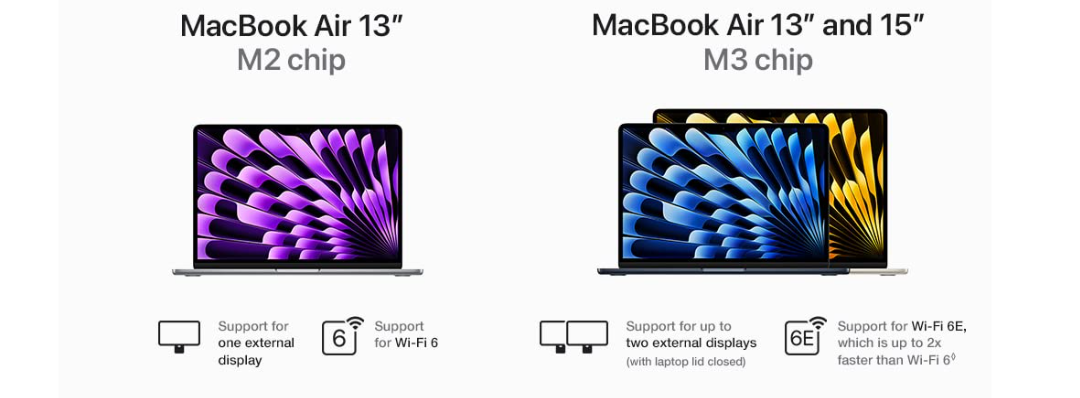 MacBook Air 13″
M2 chip
Support for
one external
display
6
Support
for Wi-Fi 6
MacBook Air 13″ and 15″
M3 chip
Support for up to
two external displays
(with laptop lid closed)
6E
Support for Wi-Fi 6E,
which is up to 2x
faster than Wi-Fi 6◊